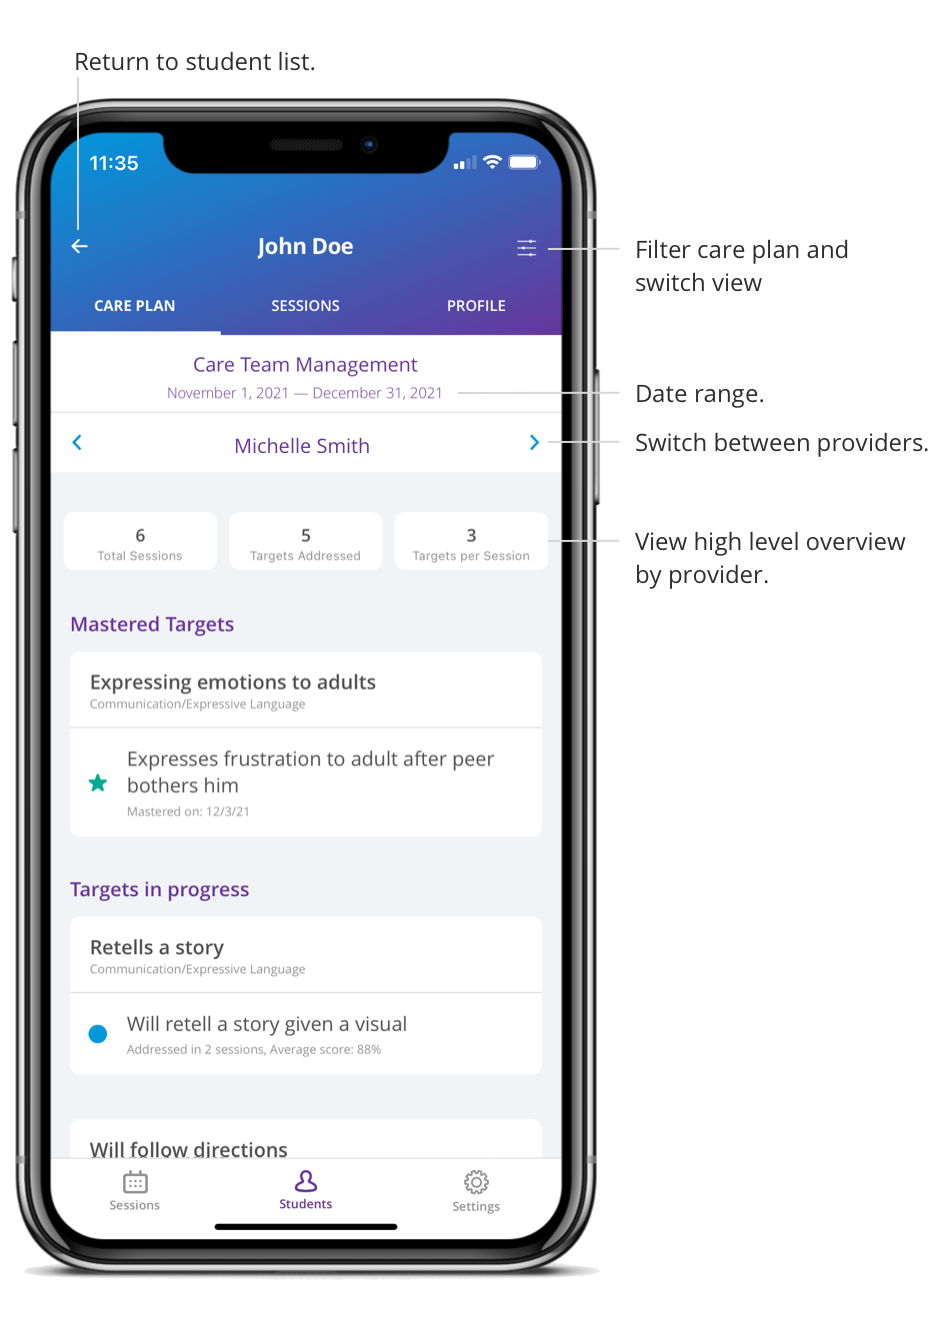 Return to student list.
11:35
John Doe
Filter care plan and
switch view
CARE PLAN SESSIONS PROFILE
Care Team Management
November 1, 2021 — December 31, 2021
Date range.
Michelle Smith
Switch between providers.
6 5 3
Total Sessions Targets Addressed Targets per Session
View high level overview
by provider.
Mastered Targets
Expressing emotions to adults
Communication/Expressive Language
Expresses frustration to adult after peer
bothers him
Mastered on: 12/3/21
Targets in progress
Retells a story
Communication/Expressive Language
Will retell a story given a visual
Addressed in 2 sessions, Average score: 88%
Will follow directions
Sessions Students Settings